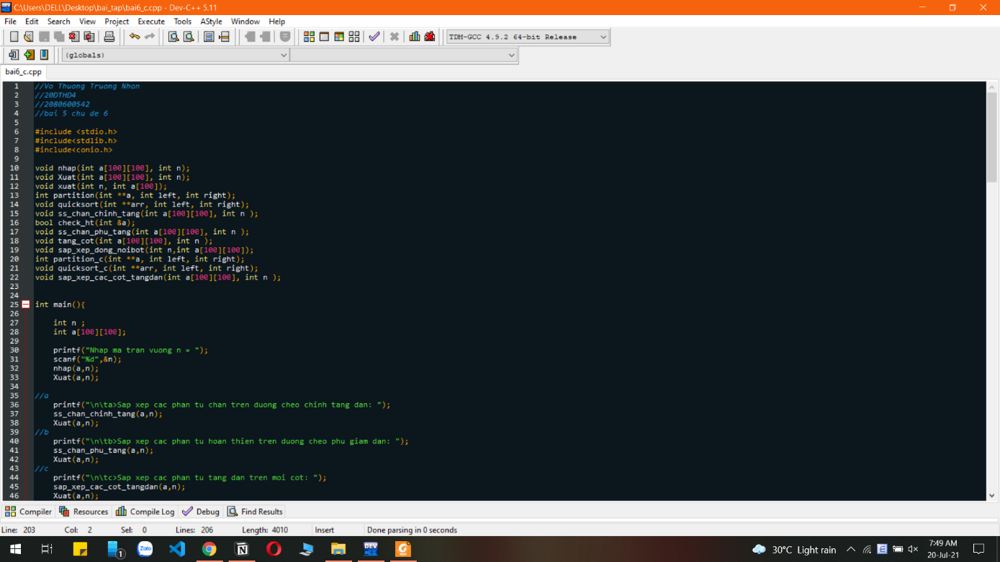 C:\Users\DELL\Desktop\bai_tap\bai6_c.cpp - Dev-C++ 5.11
File Edit Search View Project Execute Tools AStyle Window Help
TDM-GCC 4.9.2 64-bit Release
(globals)
bai6_c.cpp
1 //Vo Thuong Truong Nhon
2 //20DTHD4
3 //2080600542
4 //bai 5 chu de 6
5
6 #include <stdio.h>
7 #include<stdlib.h>
8 #include<conio.h>
9
10 void nhap(int a[100][100], int n);
11 void Xuat(int a[100][100], int n);
12 void xuat(int n, int a[100]);
13 int partition(int **a, int left, int right);
14 void quicksort(int **arr, int left, int right);
15 void ss_chan_chinh_tang(int a[100][100], int n );
16 bool check_ht(int &a);
17 void ss_chan_phu_tang(int a[100][100], int n );
18 void tang_cot(int a[100][100], int n );
19 void sap_xep_dong_noibot(int n,int a[100][100]);
20 int partition_c(int **a, int left, int right);
21 void quicksort_c(int **arr, int left, int right);
22 void sap_xep_cac_cot_tangdan(int a[100][100], int n );
23
24
25 int main(){
26
27 int n ;
28 int a[100][100];
29
30 printf("Nhap ma tran vuong n = ");
31 scanf("%d",&n);
32 nhap(a,n);
33 Xuat(a,n);
34
35 //a
36 printf("\n\ta>Sap xep cac phan tu chan tren duong cheo chinh tang dan: ");
37 ss_chan_chinh_tang(a,n);
38 Xuat(a,n);
39 //b
40 printf("\n\tb>Sap xep cac phan tu hoan thien tren duong cheo phu giam dan: ");
41 ss_chan_phu_tang(a,n);
42 Xuat(a,n);
43 //c
44 printf("\n\tc>Sap xep cac phan tu tang dan tren moi cot: ");
45 sap_xep_cac_cot_tangdan(a,n);
46 Xuat(a,n);
Compiler Resources Compile Log Debug Find Results
Line: 203 Col: 2 Sel: 0 Lines: 206 Length: 4010 Insert Done parsing in 0 seconds
1 Zalo N DEV 30°C Light rain E 7:49 AM
20-Jul-21